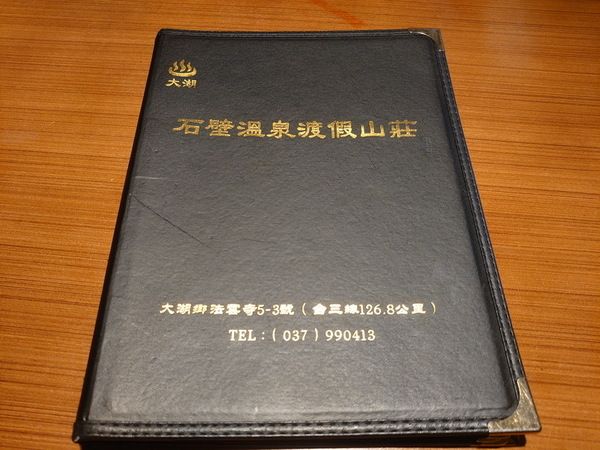 大湖
石壁溫泉渡假山莊
大湖鄉法雲寺5-3號(台三線126.8公里)
TEL:(037)990413